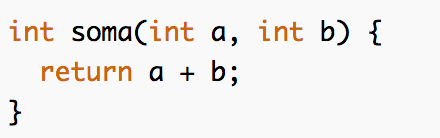 int soma(int a, int b) {
  return a + b;
}